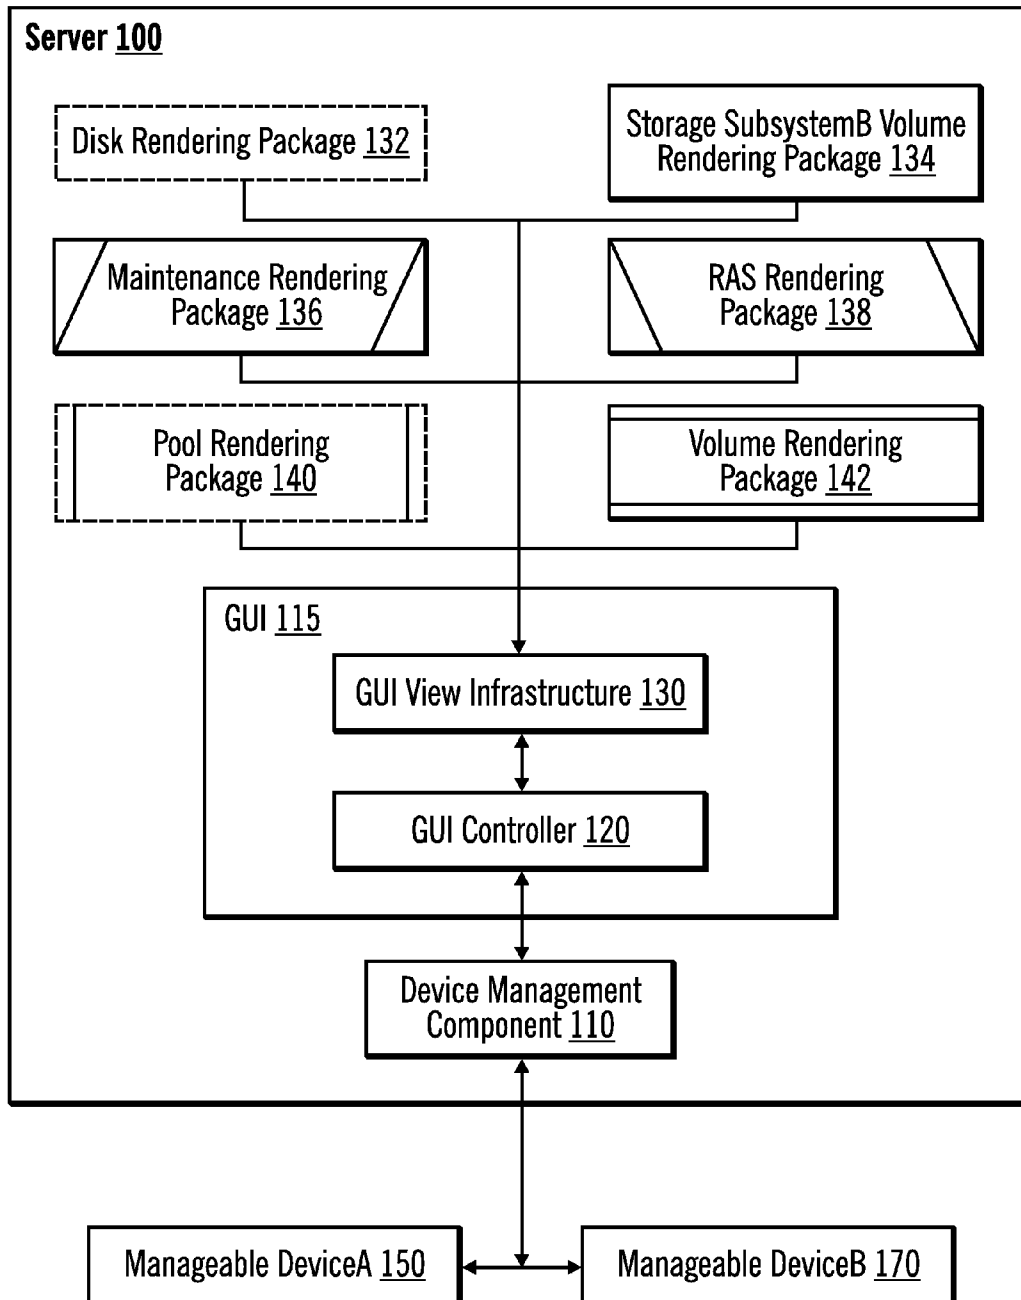 Server 100
Disk Rendering Package 132
Storage SubsystemB Volume
Rendering Package 134
Maintenance Rendering
Package 136
RAS Rendering
Package 138
Pool Rendering
Package 140
Volume Rendering
Package 142
GUI 115
GUI View Infrastructure 130
GUI Controller 120
Device Management
Component 110
Manageable DeviceA 150
Manageable DeviceB 170